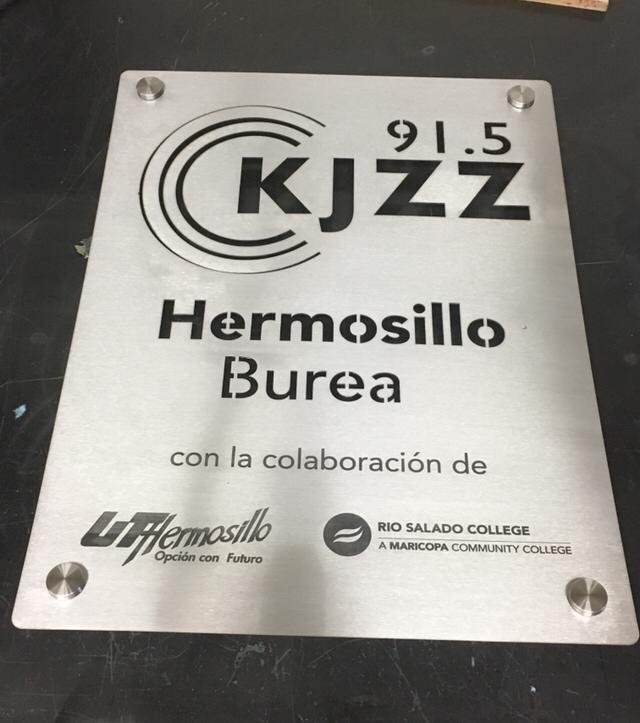 91.5
KJZZ
Hermosillo
Burea
con la colaboración de
UTHermosillo
Opción con Futuro
RIO SALADO COLLEGE
A MARICOPA COMMUNITY COLLEGE